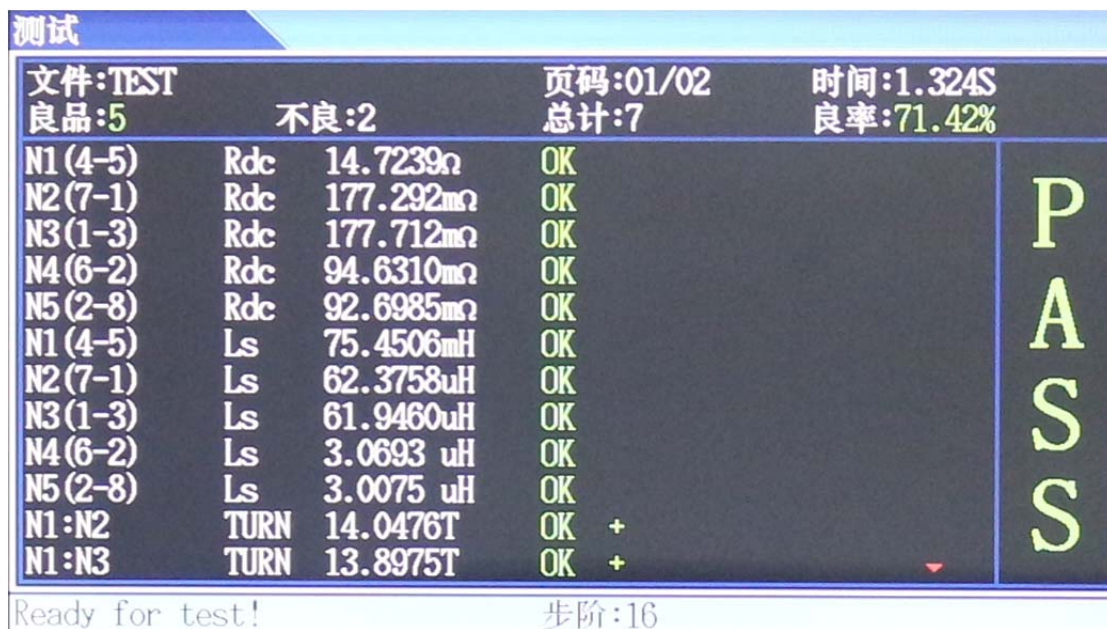 测试
文件:TEST 页码:01/02 时间:1.324S
良品:5 不良:2 总计:7 良率:71.42%
N1(4-5) Rdc 14.7239Ω OK
N2(7-1) Rdc 177.292mΩ OK
N3(1-3) Rdc 177.712mΩ OK
N4(6-2) Rdc 94.6310mΩ OK
N5(2-8) Rdc 92.6985mΩ OK
N1(4-5) Ls 75.4506mH OK
N2(7-1) Ls 62.3758uH OK
N3(1-3) Ls 61.9460uH OK
N4(6-2) Ls 3.0693 uH OK
N5(2-8) Ls 3.0075 uH OK
N1:N2 TURN 14.0476T OK +
N1:N3 TURN 13.8975T OK +
PASS
Ready for test! 步阶:16